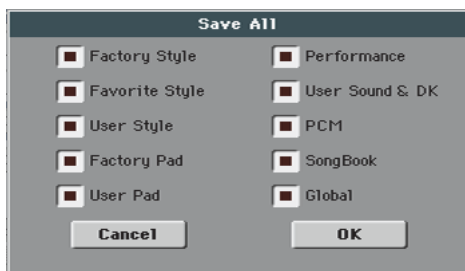 Save All
Factory Style
Performance
Favorite Style
User Sound & DK
User Style
PCM
Factory Pad
SongBook
User Pad
Global
Cancel
OK